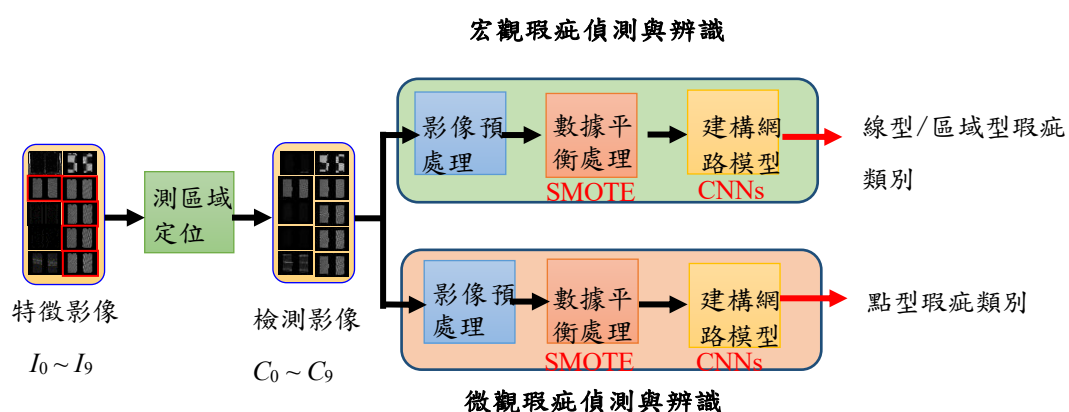 宏觀瑕疵偵測與辨識
影像預
處理
數據平
衡處理
SMOTE
建構網
路模型
CNNs
線型/區域型瑕疵
類別
測區域
定位
特徵影像
I0 ~ I9
檢測影像
C0 ~ C9
影像預
處理
數據平
衡處理
SMOTE
建構網
路模型
CNNs
點型瑕疵類別
微觀瑕疵偵測與辨識